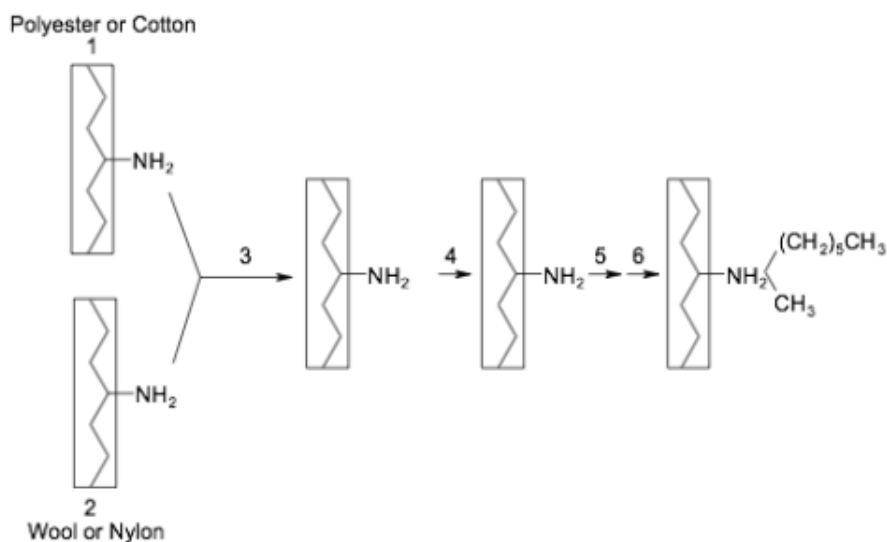 Polyester or Cotton
1
NH2
3
NH2
4
NH2
5
6
NH2
(CH2)5CH3
CH3
NH2
2
Wool or Nylon